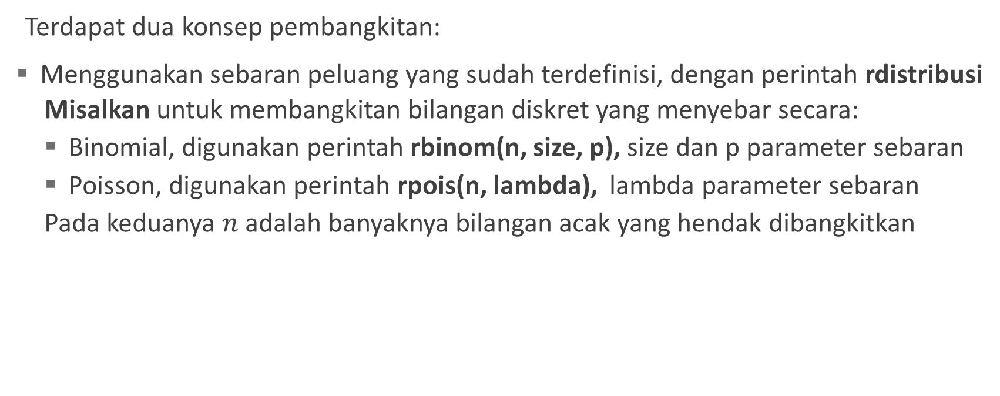 Terdapat dua konsep pembangkitan:
▪ Menggunakan sebaran peluang yang sudah terdefinisi, dengan perintah rdistribusi
Misalkan untuk membangkitan bilangan diskret yang menyebar secara:
▪ Binomial, digunakan perintah rbinom(n, size, p), size dan p parameter sebaran
▪ Poisson, digunakan perintah rpois(n, lambda), lambda parameter sebaran
Pada keduanya n adalah banyaknya bilangan acak yang hendak dibangkitkan